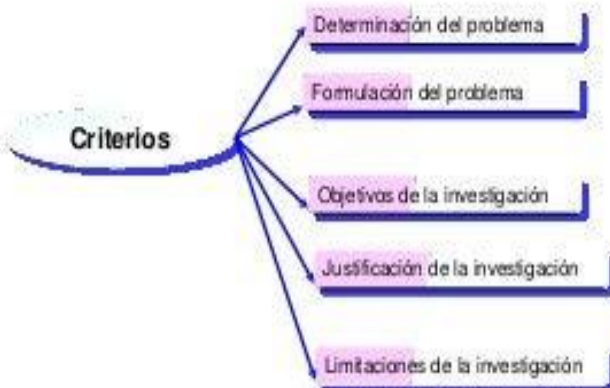 Determinación del problema
Formulación del problema
Criterios
Objetivos de la investigación
Justificación de la investigación
Limitaciones de la investigación